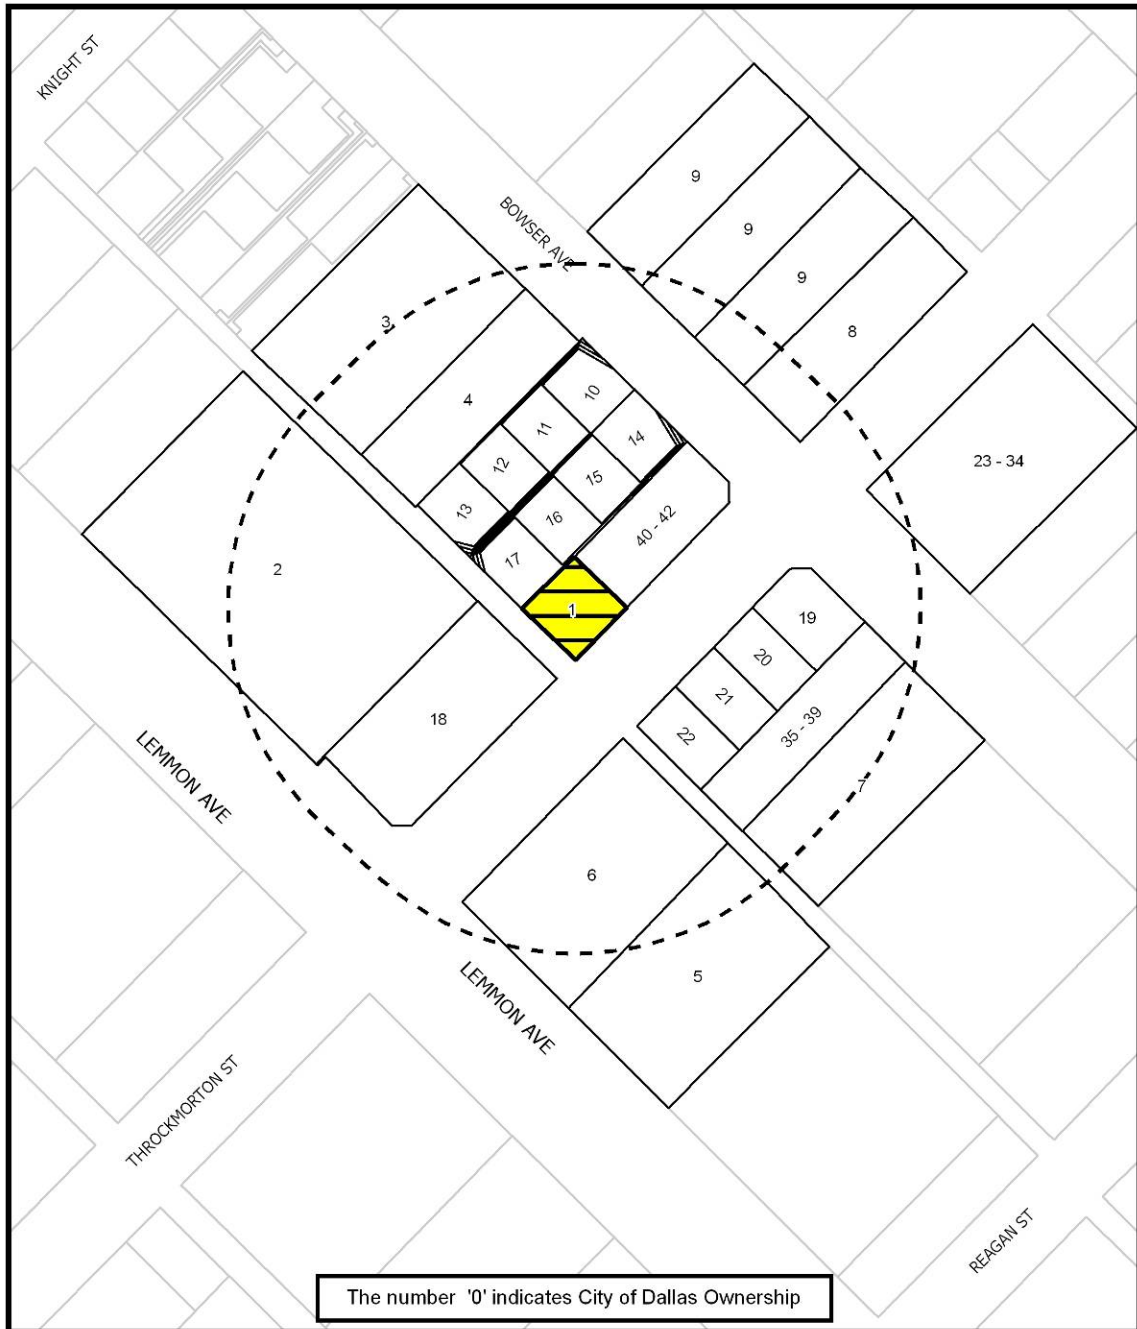 KNIGHT ST
9
BOWSER AVE
9
9
3
8
10
4
11
14
12
23 - 34
15
13
16
40 - 42
17
2
1
19
20
21
18
35 - 39
22
LEMMON AVE
7
6
5
LEMMON AVE
THROCKMORTON ST
REAGAN ST
The number '0' indicates City of Dallas Ownership